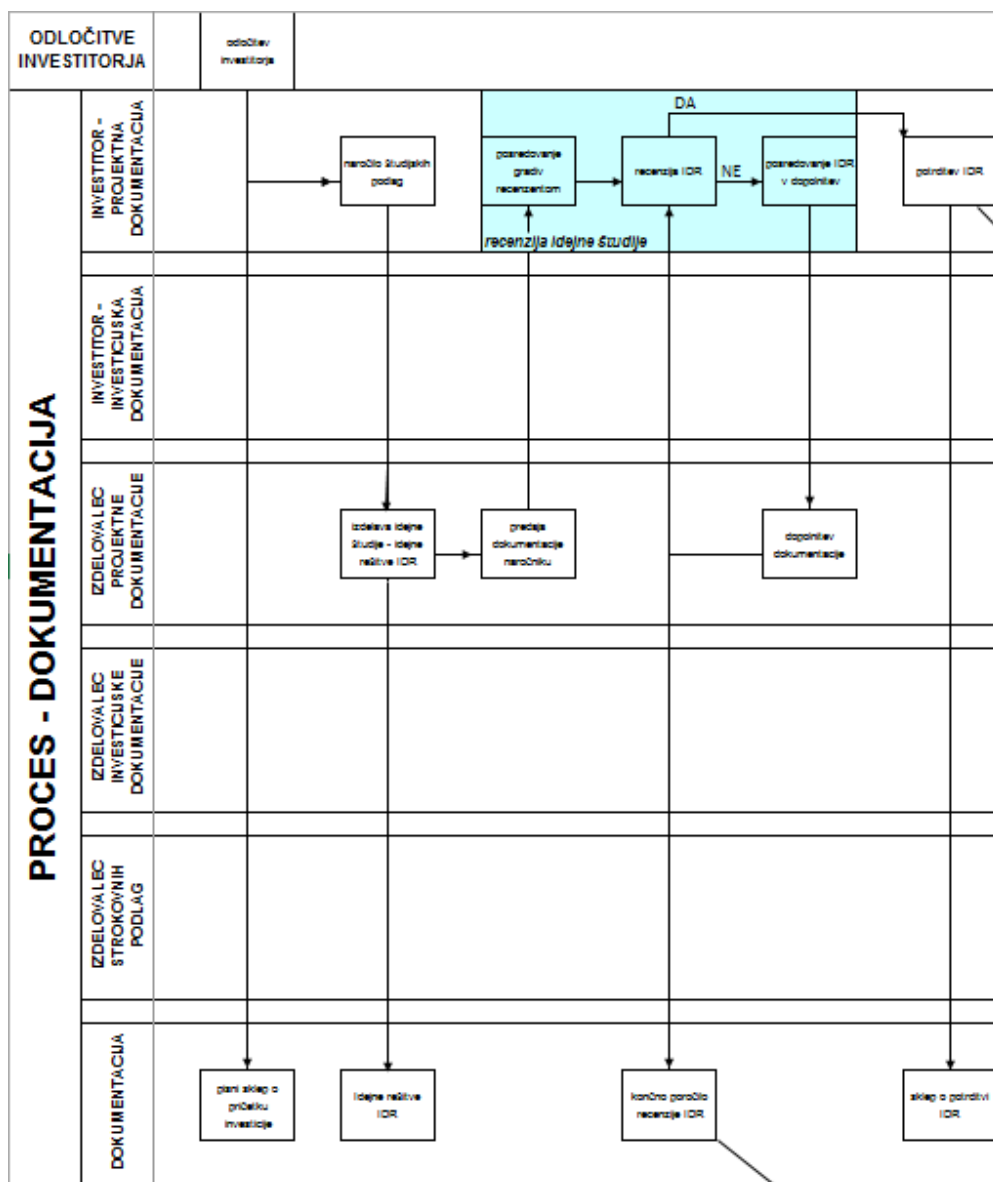 ODLOČITVE
INVESTITORJA
odločitev
investitorja
PROCES - DOKUMENTACIJA
INVESTITOR -
PROJEKTNA
DOKUMENTACIJA
naročilo študijskih
podlag
posredovanje
gradiv
recenzentom
recenzija IDR
DA
NE
posredovanje IDR
v dopolnitev
potrditev IDR
recenzija idejne študije
INVESTITOR -
INVESTICIJSKA
DOKUMENTACIJA
IZDELOVALEC
PROJEKTNE
DOKUMENTACIJE
izdelava idejne
študije - idejne
rešitve IDR
predaja
dokumentacije
naročniku
dopolnitev
dokumentacije
IZDELOVALEC
INVESTICIJSKE
DOKUMENTACIJE
IZDELOVALEC
STROKOVNIH
PODLAG
DOKUMENTACIJA
pisni sklep o
pričetku
investicije
Idejne rešitve
IDR
končno poročilo
recenzije IDR
sklep o potrditvi
IDR